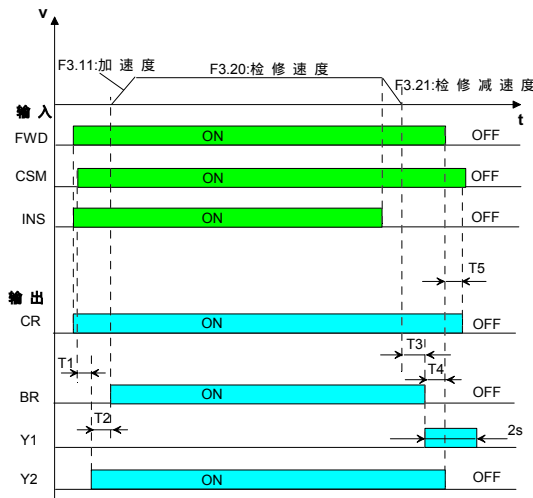 v
F3.11:加速度
F3.20:检修速度
F3.21:检修减速度
输入
t
FWD
ON
OFF
CSM
ON
OFF
INS
ON
OFF
T5
输出
CR
ON
OFF
T1
T3
T4
BR
ON
OFF
T2
2s
Y1
Y2
ON
OFF